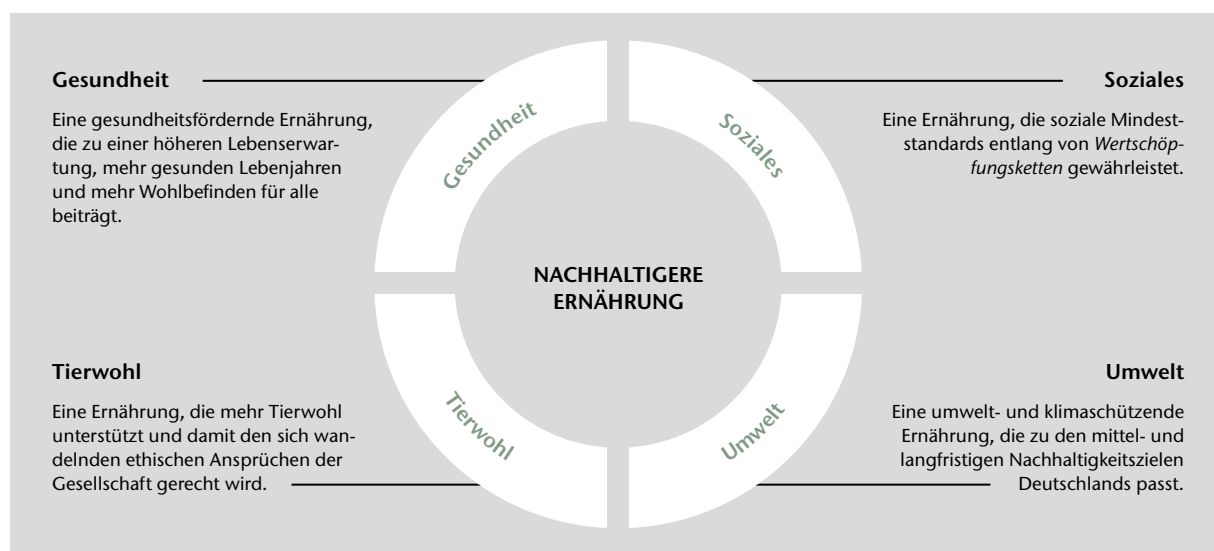 Gesundheit
Eine gesundheitsfördernde Ernährung,
die zu einer höheren Lebenserwar-
tung, mehr gesunden Lebenjahren
und mehr Wohlbefinden für alle
beiträgt.
Soziales
Eine Ernährung, die soziale Mindest-
standards entlang von Wertschöp-
fungsketten gewährleistet.
Gesundheit
Soziales
NACHHALTIGERE
ERNÄHRUNG
Tierwohl
Umwelt
Tierwohl
Eine Ernährung, die mehr Tierwohl
unterstützt und damit den sich wan-
delnden ethischen Ansprüchen der
Gesellschaft gerecht wird.
Umwelt
Eine umwelt- und klimaschützende
Ernährung, die zu den mittel- und
langfristigen Nachhaltigkeitszielen
Deutschlands passt.